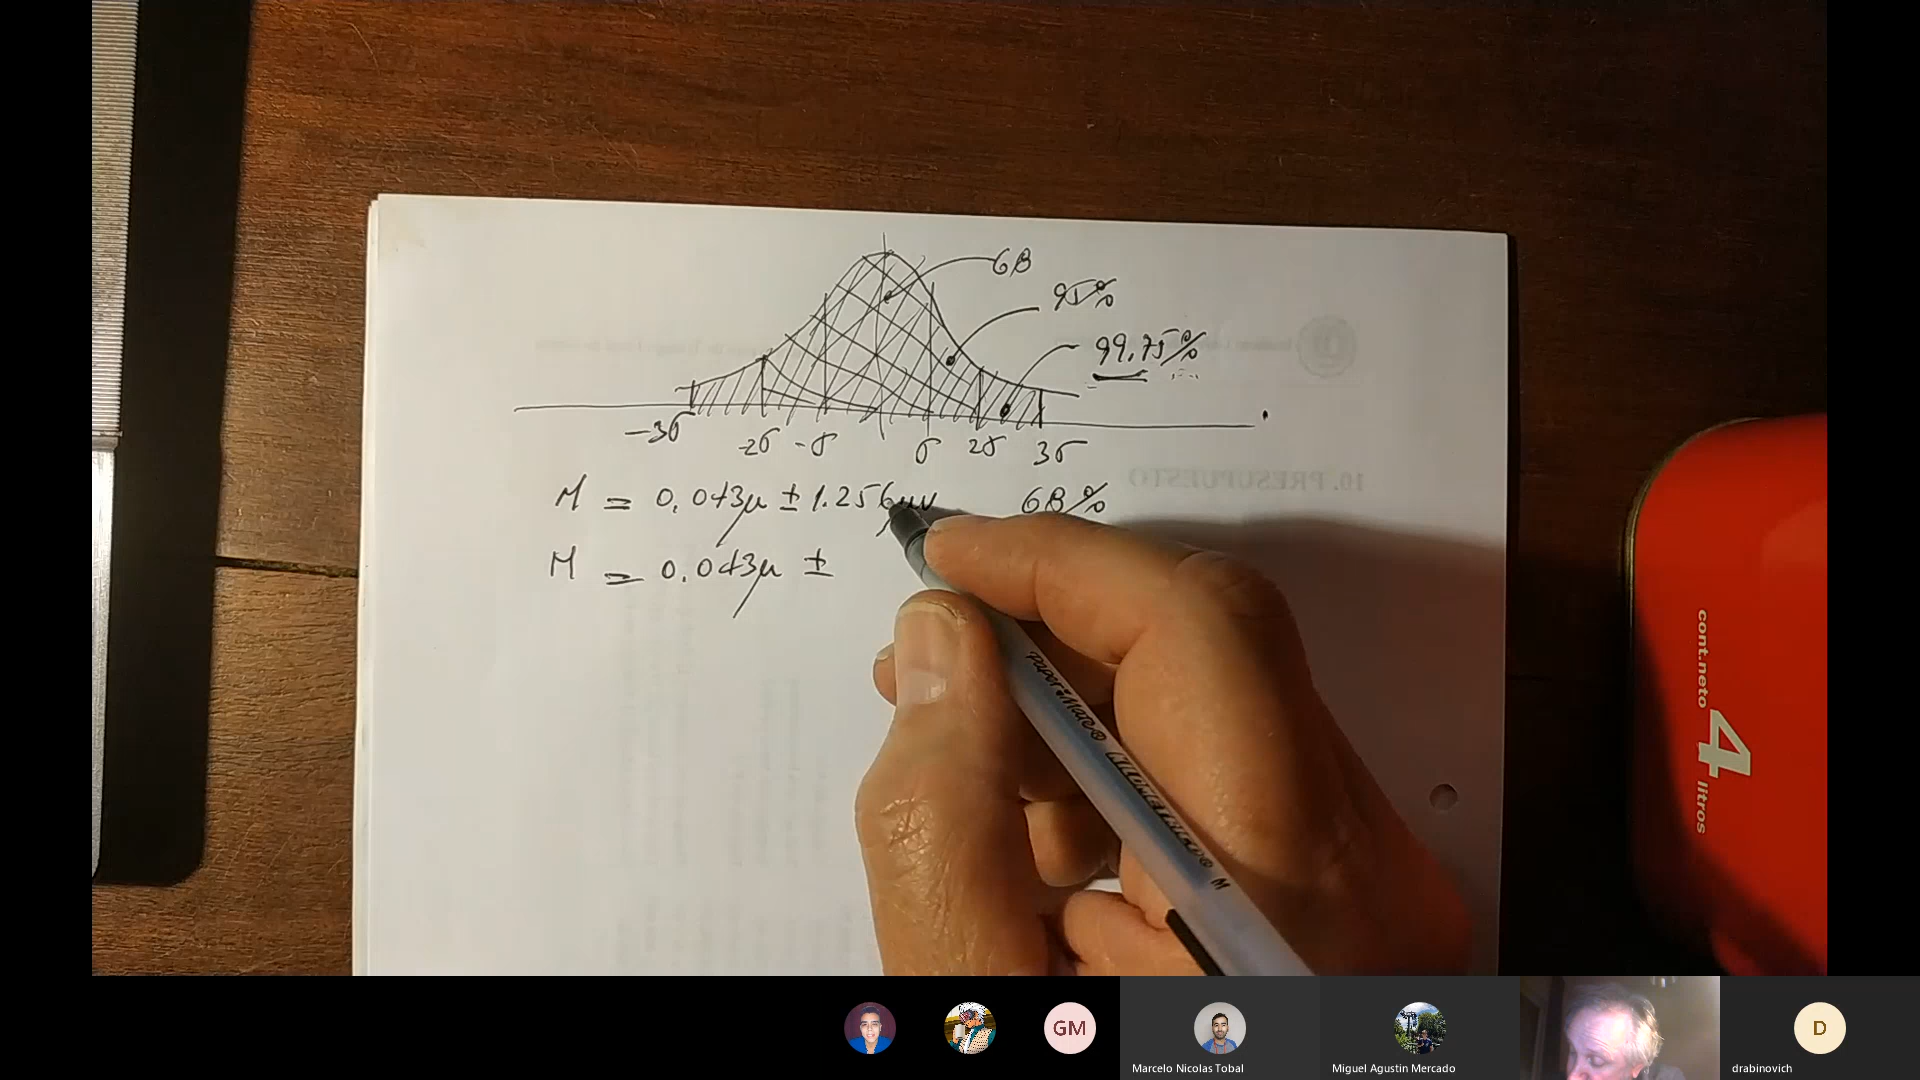 68
95%
99,75%
-3σ -2σ -σ σ 2σ 3σ
M = 0,043μ ± 1.256μV 68%
M = 0,043μ ±
10. PRESUPUESTO
PaperMate®
M
cont.neto
4
litros
GM
D
Marcelo Nicolas Tobal
Miguel Agustin Mercado
drabinovich